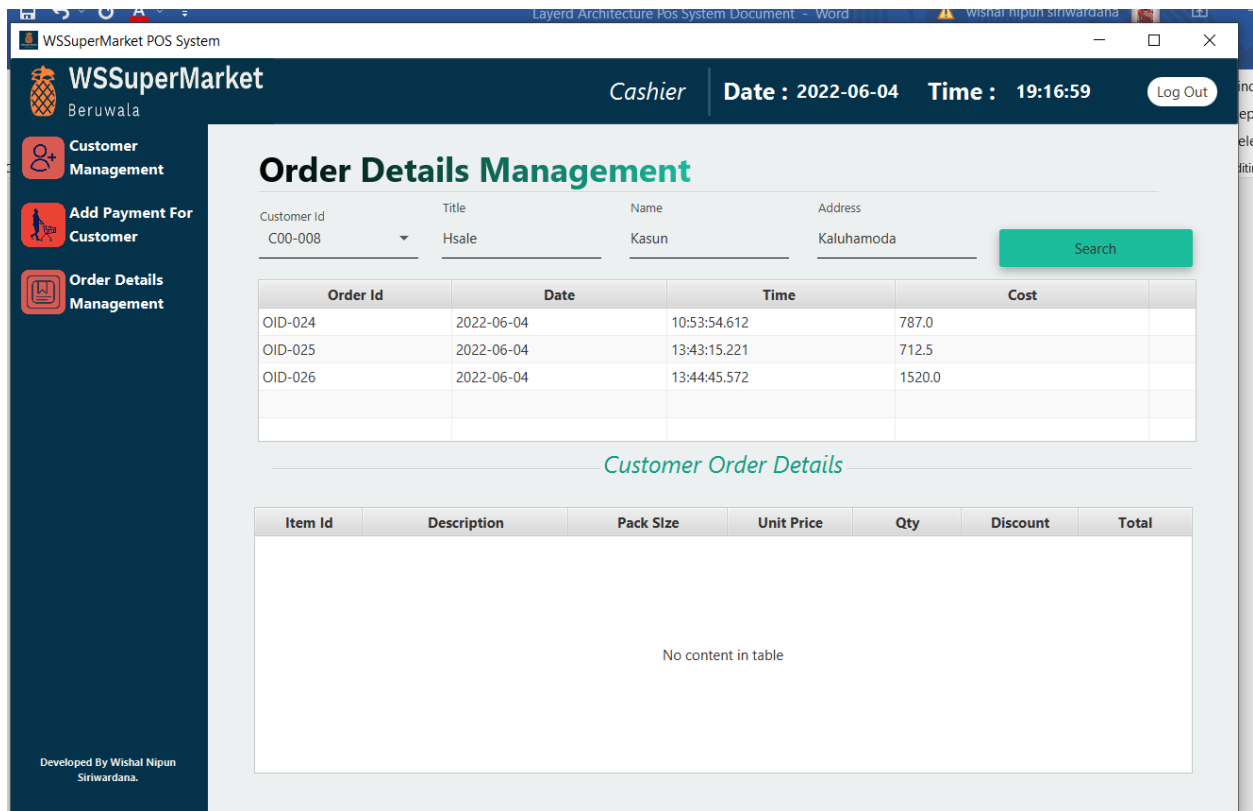 Layerd Architecture Pos System Document - Word wishal nipun siriwardana
WSSuperMarket POS System
WSSuperMarket
Beruwala
Cashier Date : 2022-06-04 Time : 19:16:59 Log Out
Customer
Management
Add Payment For
Customer
Order Details
Management
Developed By Wishal Nipun
Siriwardana.
Order Details Management
Customer Id Title Name Address
C00-008 Hsale Kasun Kaluhamoda Search
Order Id Date Time Cost
OID-024 2022-06-04 10:53:54.612 787.0
OID-025 2022-06-04 13:43:15.221 712.5
OID-026 2022-06-04 13:44:45.572 1520.0
Customer Order Details
Item Id Description Pack SIze Unit Price Qty Discount Total
No content in table